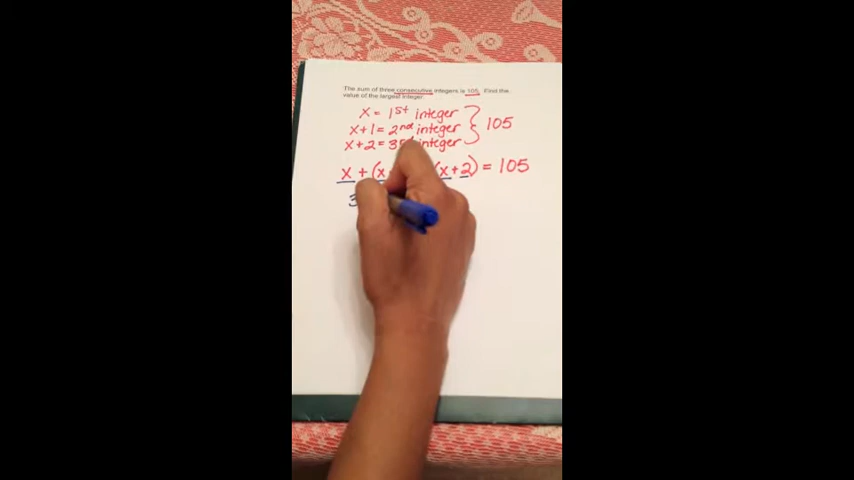 The sum of three consecutive integers is 105. Find the
value of the largest integer.
x = 1st integer
x+1 = 2nd integer } 105
x+2 = 3rd integer
x + (x (x+2) = 105
3